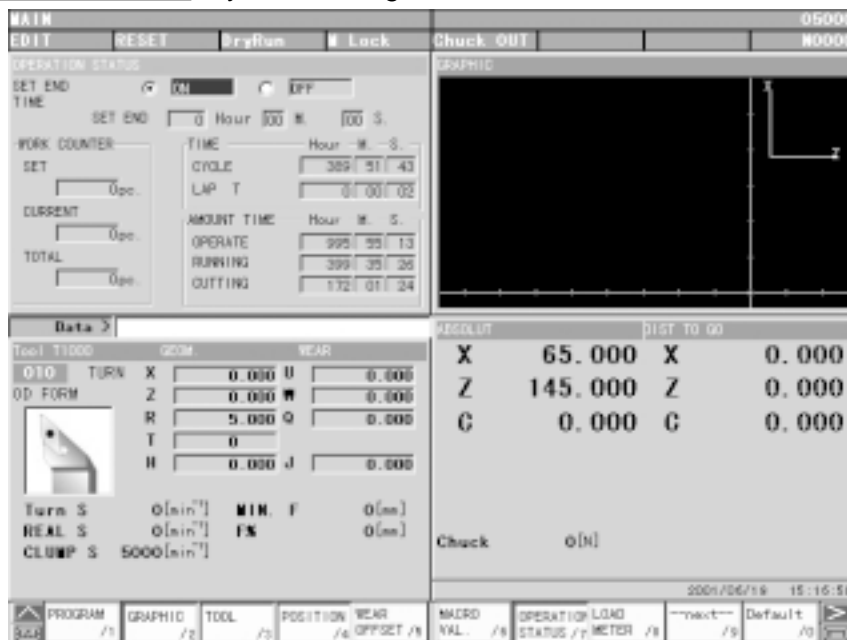 MAIN O5000
EDIT RESET DryRun M Lock Chuck OUT N000
OPERATION STATUS GRAPHIC
SET END TIME ON OFF
SET END 0 Hour 00 M. 00 S.
WORK COUNTER TIME Hour M. S.
SET CYCLE 389 51 43
0pc. LAP T 0 00 02
CURRENT AMOUNT TIME Hour M. S.
0pc. OPERATE 995 55 13
TOTAL RUNNING 399 35 26
0pc. CUTTING 172 01 24
X
Z
Data >
Tool T1000 GEOM. WEAR ABSOLUT DIST TO GO
010 TURN X 0.000 U 0.000
OD FORM Z 0.000 W 0.000
R 5.000 Q 0.000
T 0
H 0.000 J 0.000
Turn S 0[min⁻¹] MIN. F 0[mm]
REAL S 0[min⁻¹] F% 0[mm]
CLUMP S 5000[min⁻¹]
X 65.000 X 0.000
Z 145.000 Z 0.000
C 0.000 C 0.000
Chuck 0[N]
2001/06/19 15:16:5
PROGRAM /1 GRAPHIC /2 TOOL /3 POSITION /4 WEAR OFFSET /5 MACRO VAL. /6 OPERATION STATUS /7 LOAD METER /8 --next-- /9 Default /0